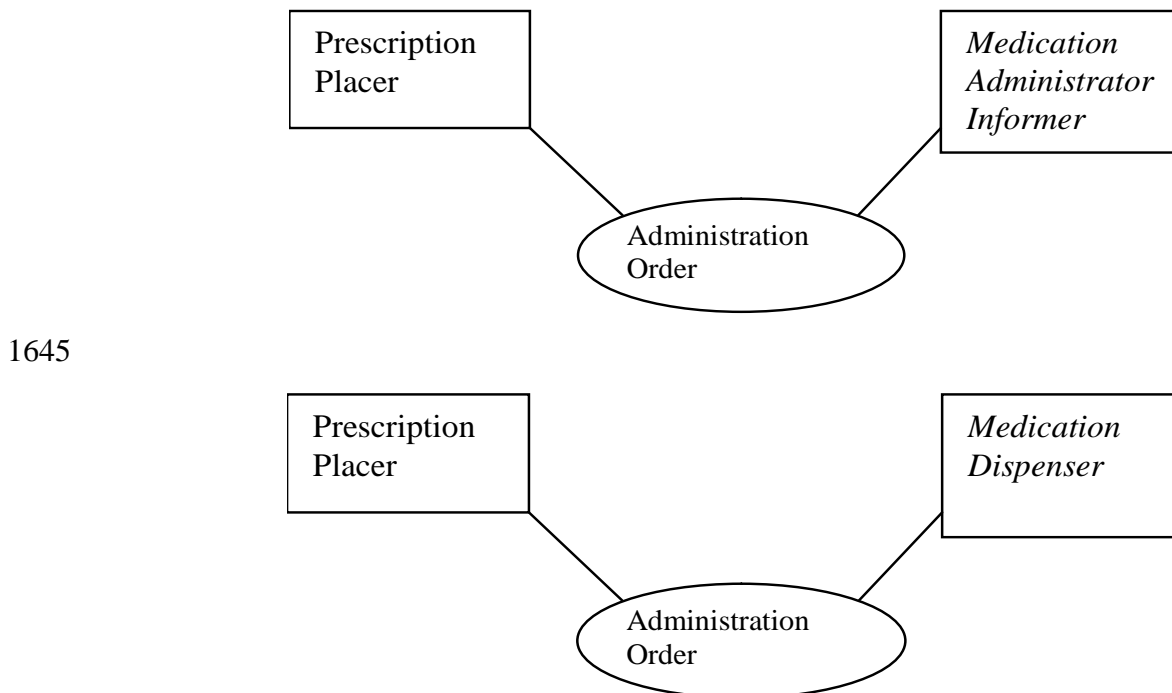 Prescription
Placer
Medication
Administrator
Informer
Administration
Order
1645
Prescription
Placer
Medication
Dispenser
Administration
Order